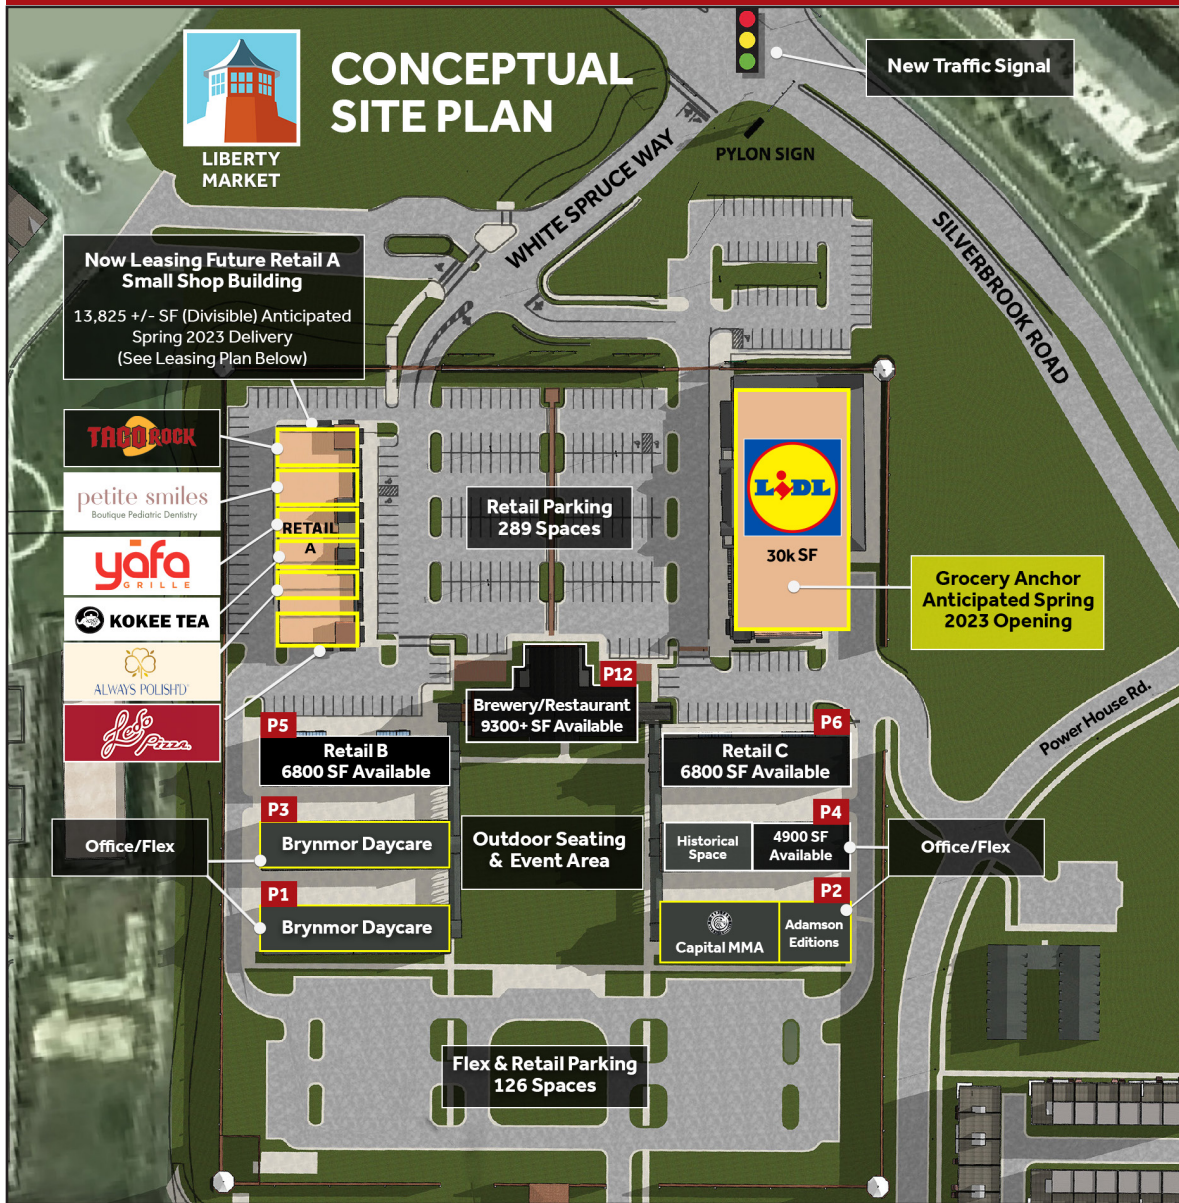 CONCEPTUAL
SITE PLAN
LIBERTY
MARKET
New Traffic Signal
PYLON SIGN
WHITE SPRUCE WAY
SILVERBROOK ROAD
Now Leasing Future Retail A
Small Shop Building
13,825 +/- SF (Divisible) Anticipated
Spring 2023 Delivery
(See Leasing Plan Below)
TACO ROCK
petite smiles
Boutique Pediatric Dentistry
yafa
GRILLE
KOKEE TEA
ALWAYS POLISH'D
LeSo Pizza
RETAIL
A
Retail Parking
289 Spaces
LIDL
30k SF
Grocery Anchor
Anticipated Spring
2023 Opening
Power House Rd.
P12
Brewery/Restaurant
9300+ SF Available
P5
Retail B
6800 SF Available
P6
Retail C
6800 SF Available
P3
Brynmor Daycare
Office/Flex
P1
Brynmor Daycare
Outdoor Seating
& Event Area
P4
Historical
Space
4900 SF
Available
Office/Flex
P2
Capital MMA
Adamson
Editions
Flex & Retail Parking
126 Spaces